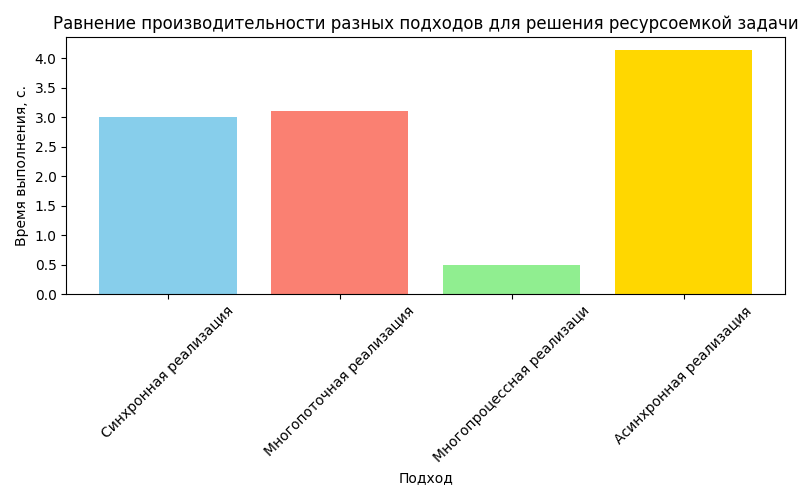 Равнение производительности разных подходов для решения ресурсоемкой задачи
Время выполнения, с.
4.0
3.5
3.0
2.5
2.0
1.5
1.0
0.5
0.0
Синхронная реализация
Многопоточная реализация
Многопроцессная реализаци
Асинхронная реализация
Подход